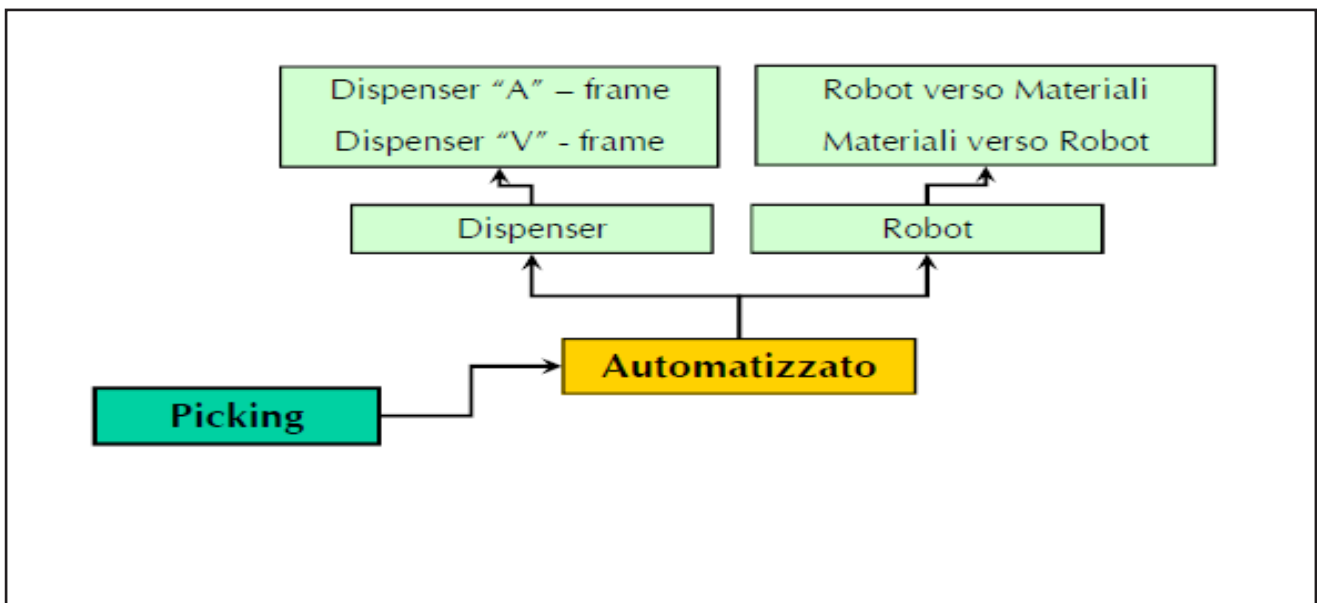 Dispenser “A” – frame
Dispenser “V” - frame
Robot verso Materiali
Materiali verso Robot
Dispenser
Robot
Automatizzato
Picking